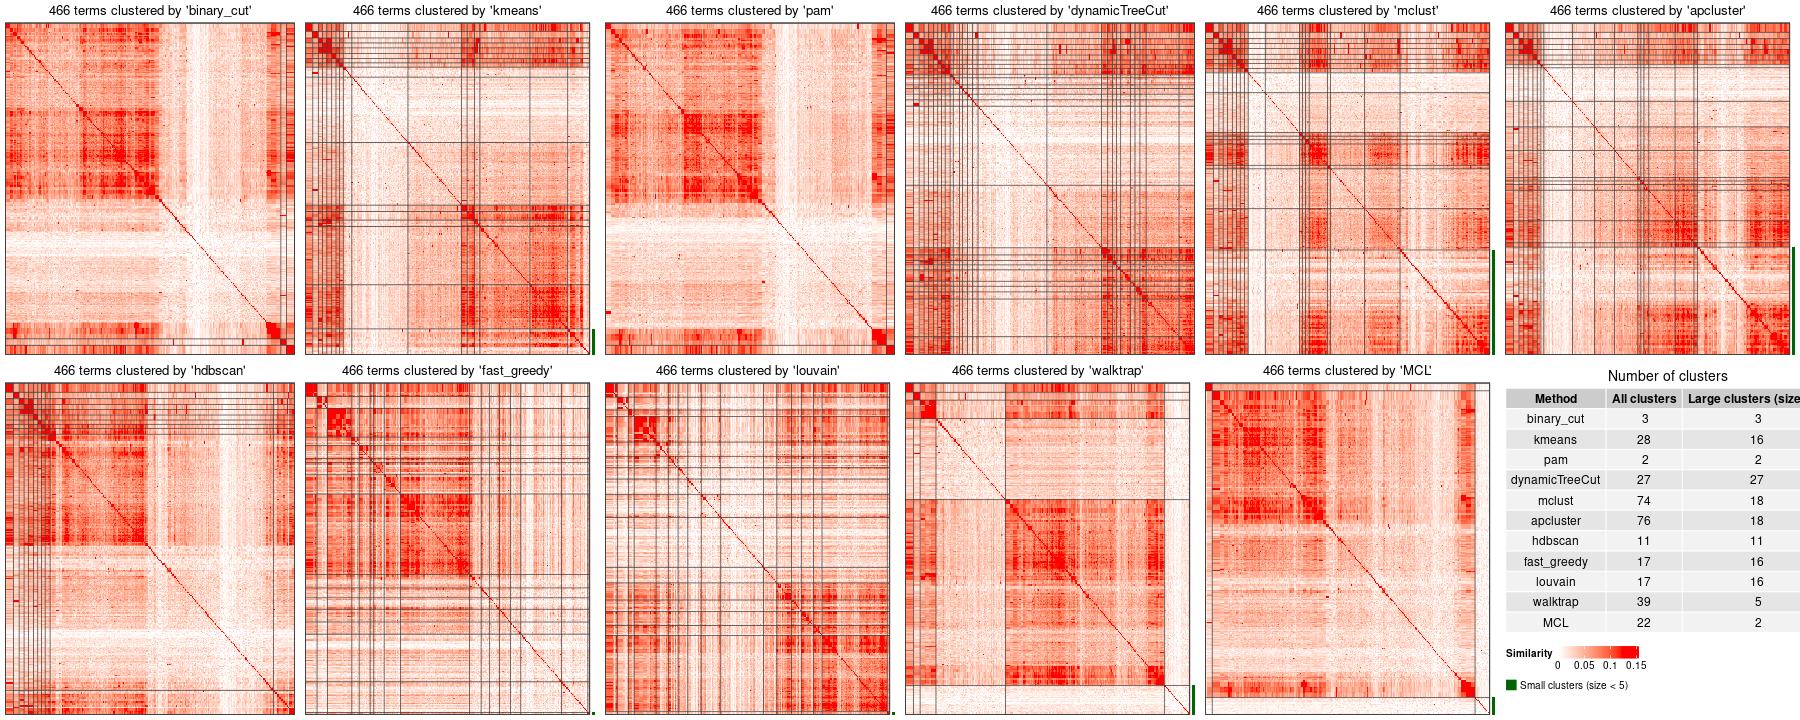 466 terms clustered by 'binary_cut'
466 terms clustered by 'kmeans'
466 terms clustered by 'pam'
466 terms clustered by 'dynamicTreeCut'
466 terms clustered by 'mclust'
466 terms clustered by 'apcluster'
466 terms clustered by 'hdbscan'
466 terms clustered by 'fast_greedy'
466 terms clustered by 'louvain'
466 terms clustered by 'walktrap'
466 terms clustered by 'MCL'
Number of clusters
Method All clusters Large clusters (size
binary_cut 3 3
kmeans 28 16
pam 2 2
dynamicTreeCut 27 27
mclust 74 18
apcluster 76 18
hdbscan 11 11
fast_greedy 17 16
louvain 17 16
walktrap 39 5
MCL 22 2
Similarity
0 0.05 0.1 0.15
Small clusters (size < 5)